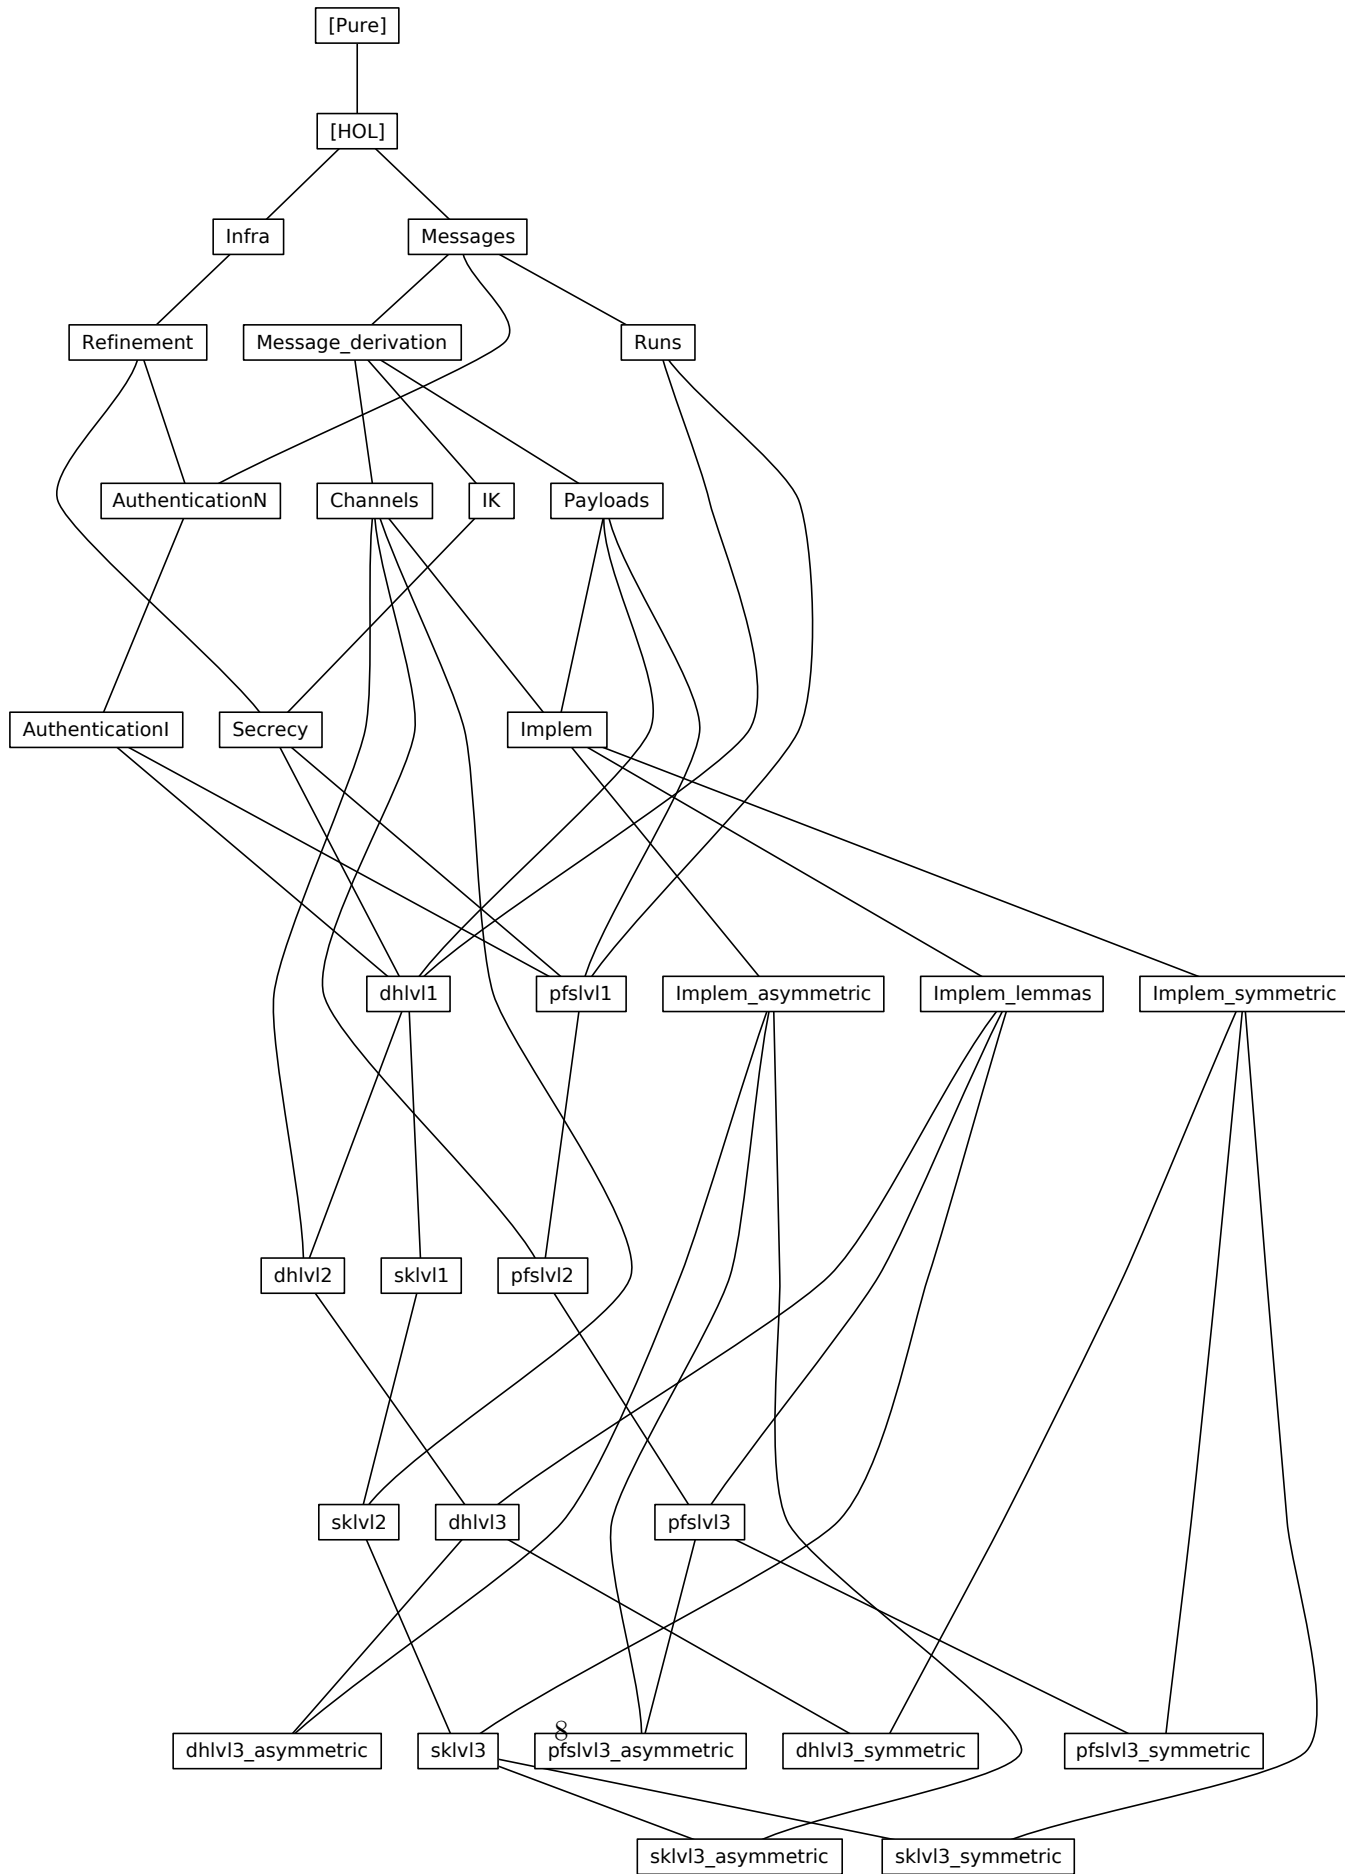 [Pure]
[HOL]
Infra
Messages
Refinement
Message_derivation
Runs
AuthenticationN
Channels
IK
Payloads
AuthenticationI
Secrecy
Implem
dhlvl1
pfslvl1
Implem_asymmetric
Implem_lemmas
Implem_symmetric
dhlvl2
sklvl1
pfslvl2
sklvl2
dhlvl3
pfslvl3
dhlvl3_asymmetric
sklvl3
8
pfslvl3_asymmetric
dhlvl3_symmetric
pfslvl3_symmetric
sklvl3_asymmetric
sklvl3_symmetric